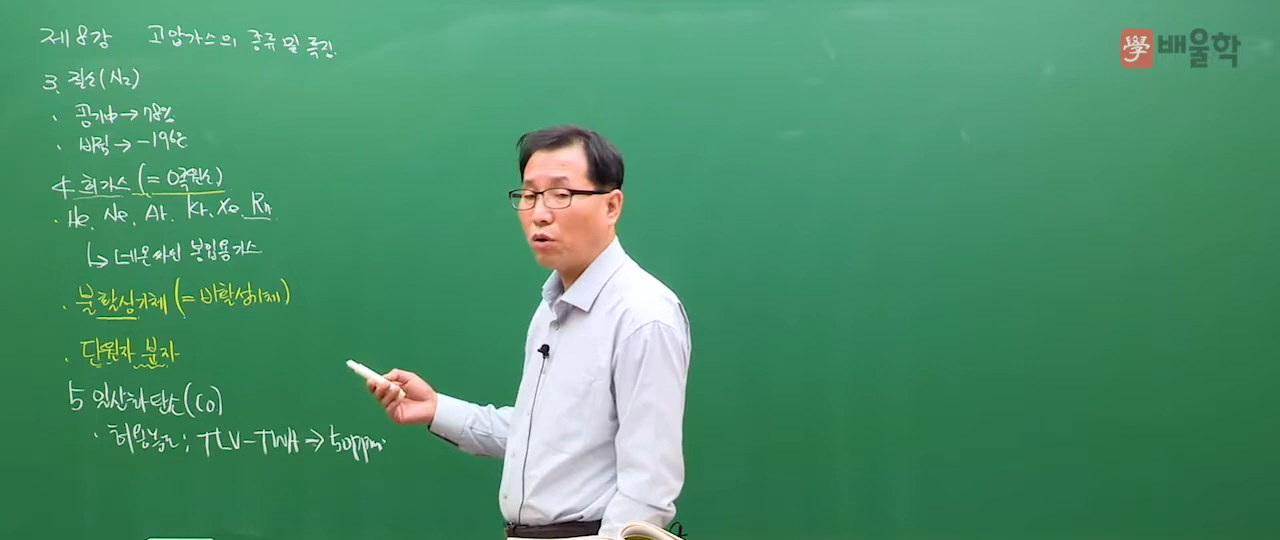 제8강 고압가스의 종류 및 특징.
學 배울학
3. 질소(N₂)
· 공기中→78%
· 비점→-196℃
4. 희가스 (=0족원소)
· He, Ne, Ar, Kr, Xe, Rn
↳ 네온싸인 봉입용가스
· 불활성기체 (=비활성기체)
· 단원자 분자
5 일산화탄소(CO)
· 허용농도; TLV-TWA ⇒ 50ppm.